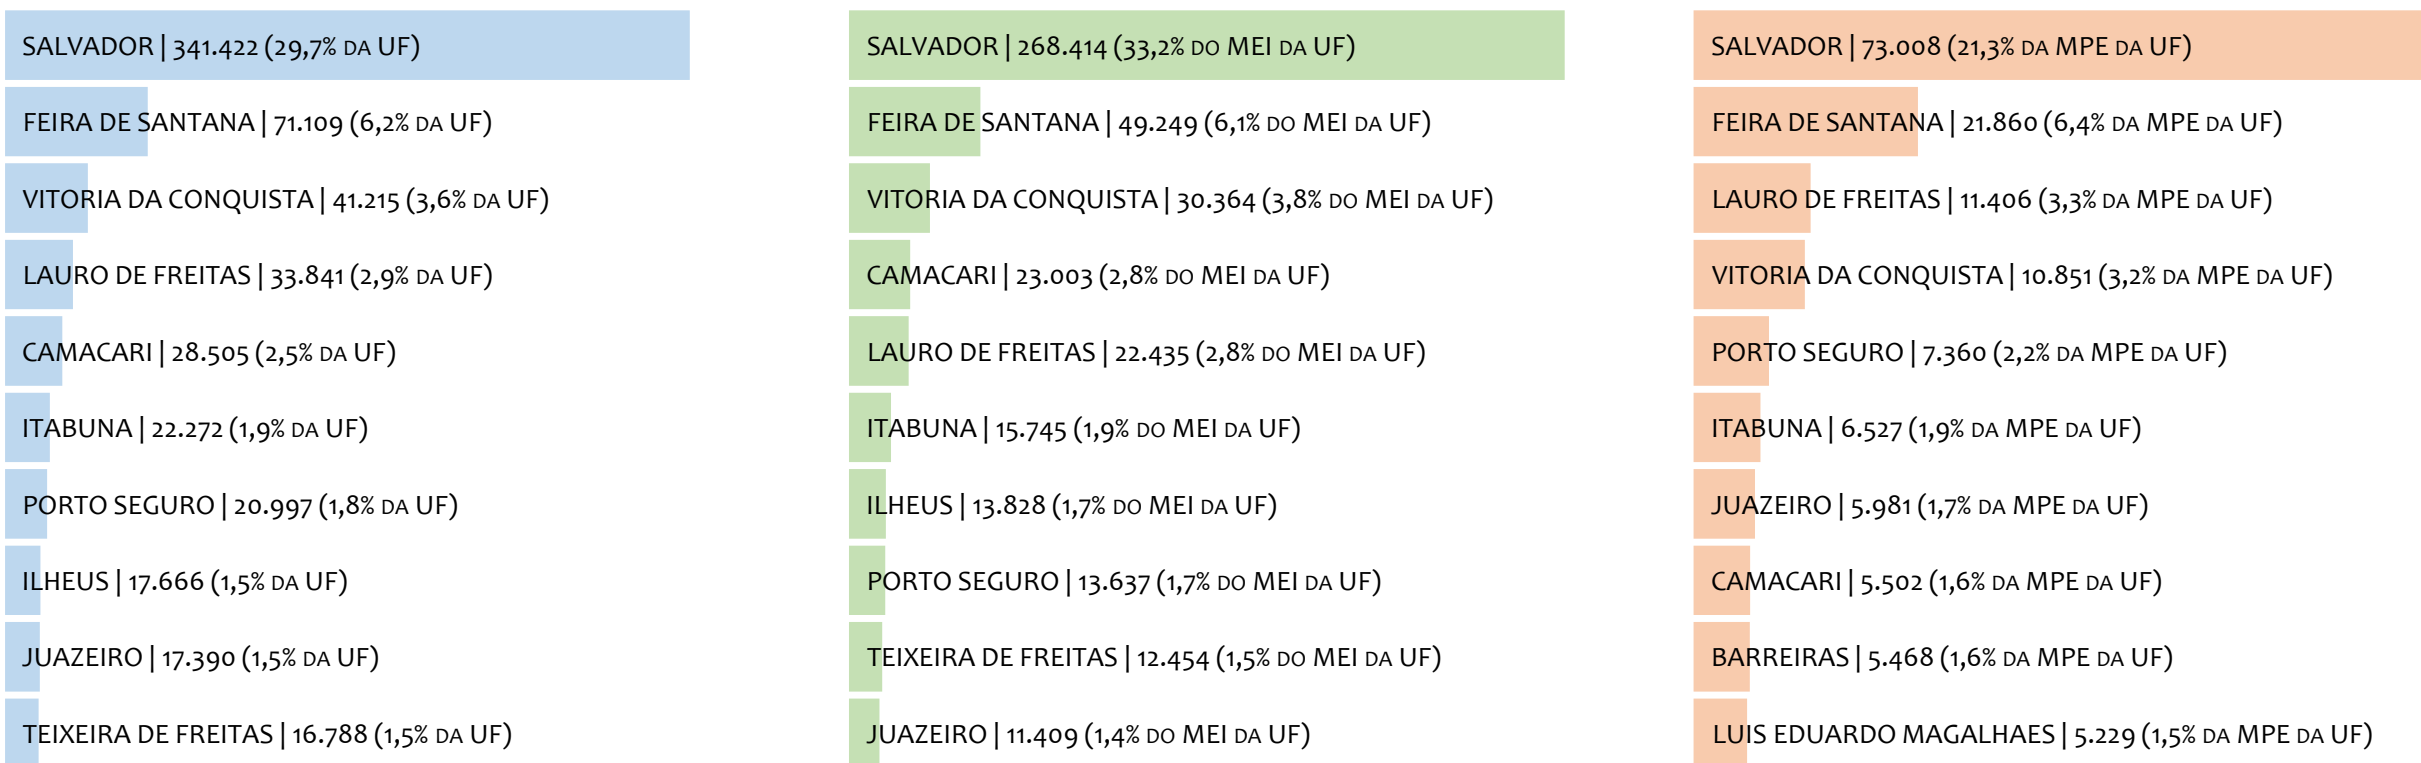 SALVADOR | 341.422 (29,7% DA UF)
FEIRA DE SANTANA | 71.109 (6,2% DA UF)
VITORIA DA CONQUISTA | 41.215 (3,6% DA UF)
LAURO DE FREITAS | 33.841 (2,9% DA UF)
CAMACARI | 28.505 (2,5% DA UF)
ITABUNA | 22.272 (1,9% DA UF)
PORTO SEGURO | 20.997 (1,8% DA UF)
ILHEUS | 17.666 (1,5% DA UF)
JUAZEIRO | 17.390 (1,5% DA UF)
TEIXEIRA DE FREITAS | 16.788 (1,5% DA UF)
SALVADOR | 268.414 (33,2% DO MEI DA UF)
FEIRA DE SANTANA | 49.249 (6,1% DO MEI DA UF)
VITORIA DA CONQUISTA | 30.364 (3,8% DO MEI DA UF)
CAMACARI | 23.003 (2,8% DO MEI DA UF)
LAURO DE FREITAS | 22.435 (2,8% DO MEI DA UF)
ITABUNA | 15.745 (1,9% DO MEI DA UF)
ILHEUS | 13.828 (1,7% DO MEI DA UF)
PORTO SEGURO | 13.637 (1,7% DO MEI DA UF)
TEIXEIRA DE FREITAS | 12.454 (1,5% DO MEI DA UF)
JUAZEIRO | 11.409 (1,4% DO MEI DA UF)
SALVADOR | 73.008 (21,3% DA MPE DA UF)
FEIRA DE SANTANA | 21.860 (6,4% DA MPE DA UF)
LAURO DE FREITAS | 11.406 (3,3% DA MPE DA UF)
VITORIA DA CONQUISTA | 10.851 (3,2% DA MPE DA UF)
PORTO SEGURO | 7.360 (2,2% DA MPE DA UF)
ITABUNA | 6.527 (1,9% DA MPE DA UF)
JUAZEIRO | 5.981 (1,7% DA MPE DA UF)
CAMACARI | 5.502 (1,6% DA MPE DA UF)
BARREIRAS | 5.468 (1,6% DA MPE DA UF)
LUIS EDUARDO MAGALHAES | 5.229 (1,5% DA MPE DA UF)